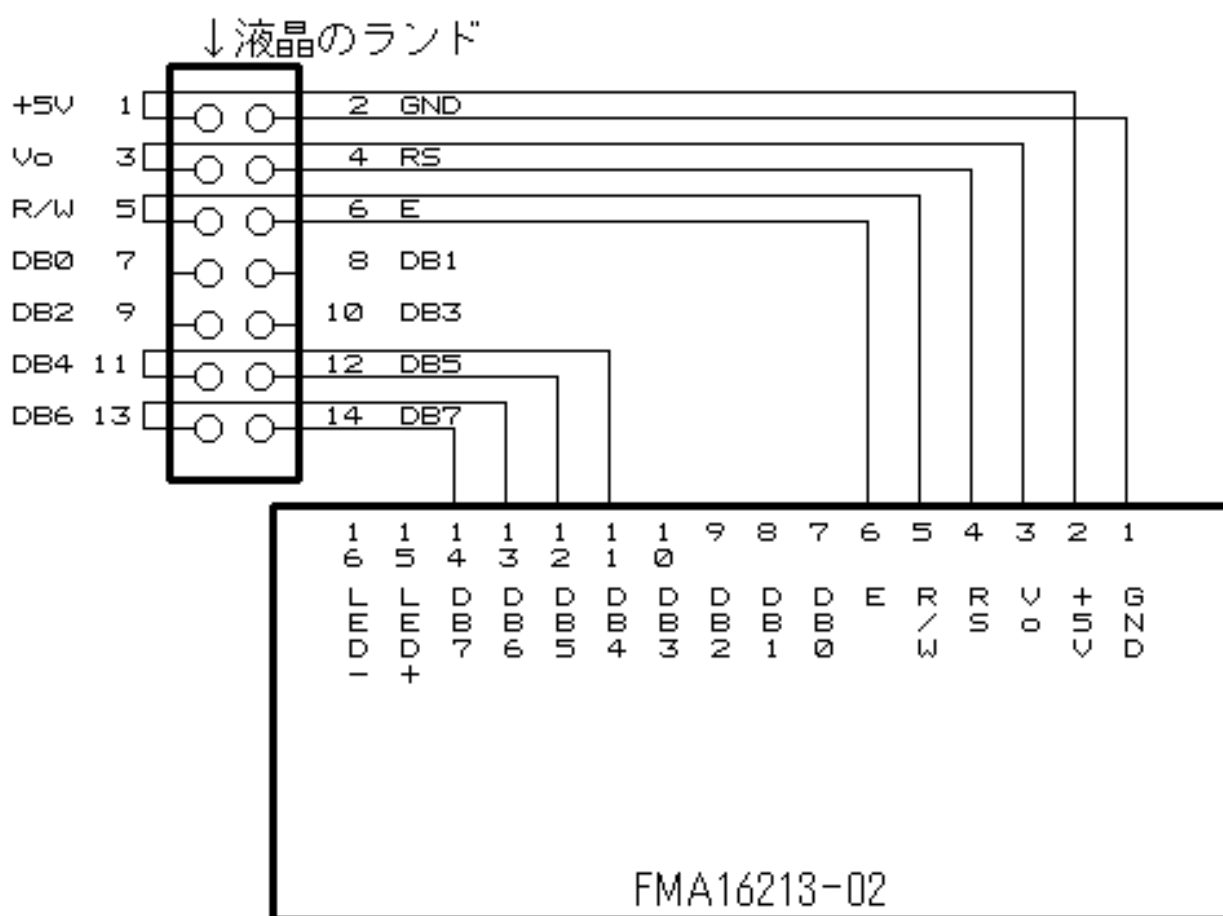 ↓液晶のランド
+5V 1 2 GND
Vo 3 4 RS
R/W 5 6 E
DB0 7 8 DB1
DB2 9 10 DB3
DB4 11 12 DB5
DB6 13 14 DB7
16 15 14 13 12 11 10 9 8 7 6 5 4 3 2 1
LED- LED+ DB7 DB6 DB5 DB4 DB3 DB2 DB1 DB0 E R/W RS Vo +5V GND
FMA16213-02